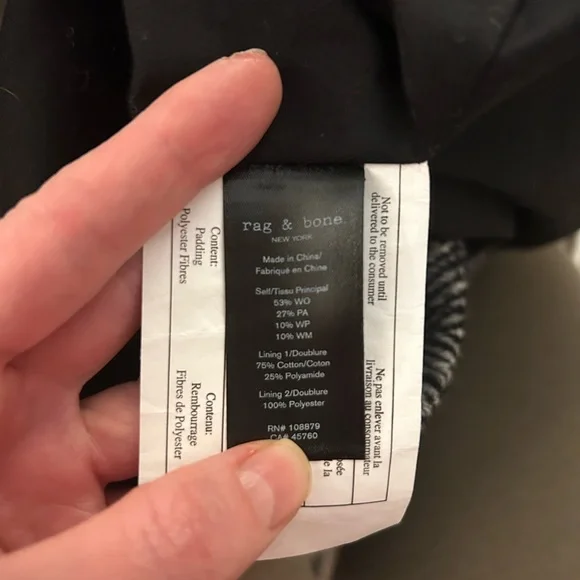 rag & bone
NEW YORK
Made in China/
Fabriqué en Chine
Self/Tissu Principal
53% WO
27% PA
10% WP
10% WM
Lining 1/Doublure
75% Cotton/Coton
25% Polyamide
Lining 2/Doublure
100% Polyester
RN# 108879
CA# 45760
Content:
Padding
Polyester Fibres
Contenu:
Rembourrage
Fibres de Polyester
Not to be removed until
delivered to the consumer
Ne pas enlever avant la
livraison au consommateur